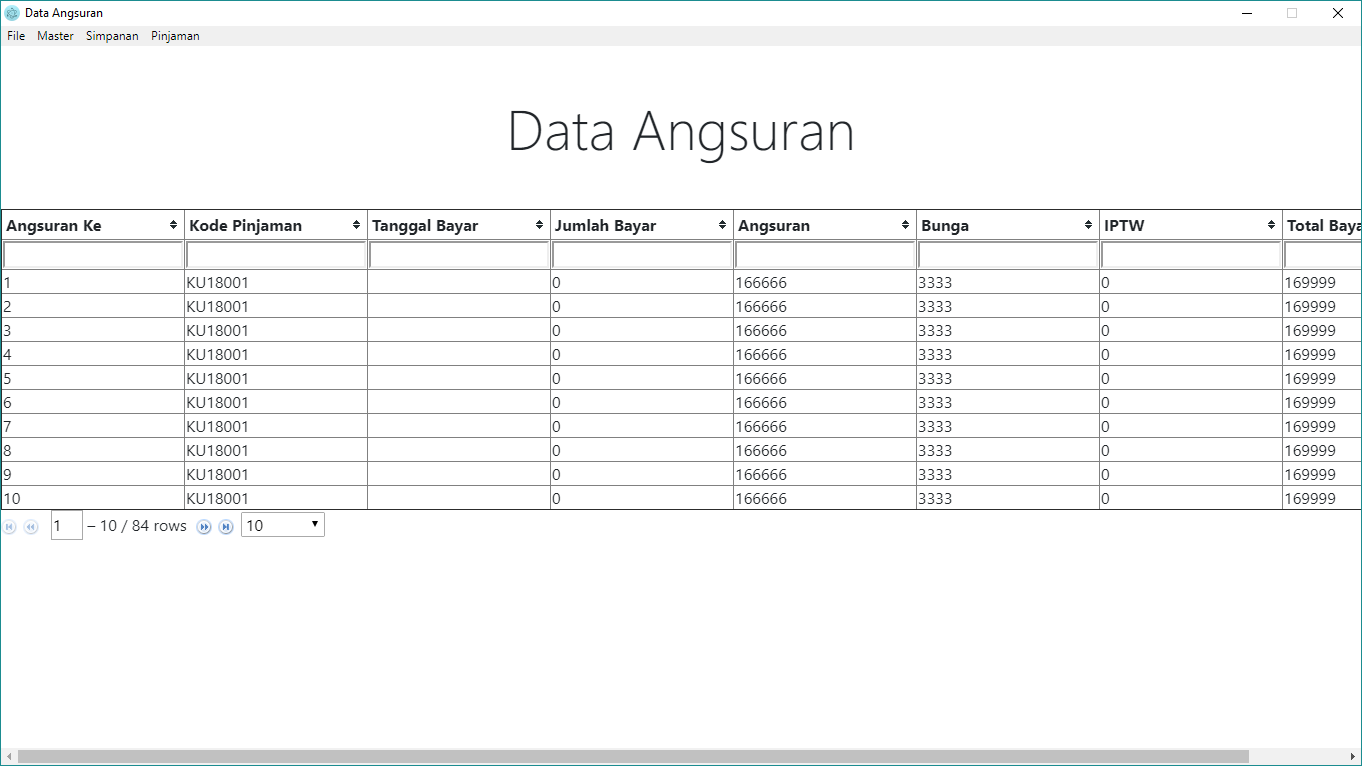 Data Angsuran
File Master Simpanan Pinjaman
Data Angsuran
Angsuran Ke Kode Pinjaman Tanggal Bayar Jumlah Bayar Angsuran Bunga IPTW Total Baya
1 KU18001 0 166666 3333 0 169999
2 KU18001 0 166666 3333 0 169999
3 KU18001 0 166666 3333 0 169999
4 KU18001 0 166666 3333 0 169999
5 KU18001 0 166666 3333 0 169999
6 KU18001 0 166666 3333 0 169999
7 KU18001 0 166666 3333 0 169999
8 KU18001 0 166666 3333 0 169999
9 KU18001 0 166666 3333 0 169999
10 KU18001 0 166666 3333 0 169999
1 – 10 / 84 rows 10